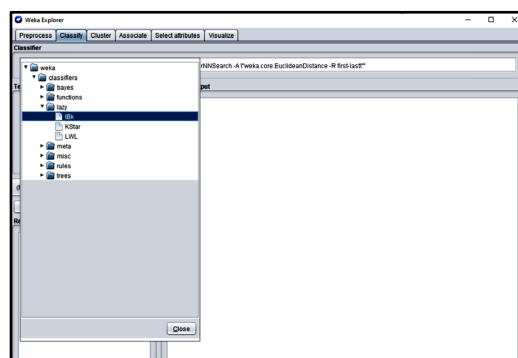 Weka Explorer
Preprocess Classify Cluster Associate Select attributes Visualize
Classifier
rNNSearch -A \"weka.core.EuclideanDistance -R first-last\""
weka
classifiers
bayes
functions
lazy
IBk
KStar
LWL
meta
misc
rules
trees
Close